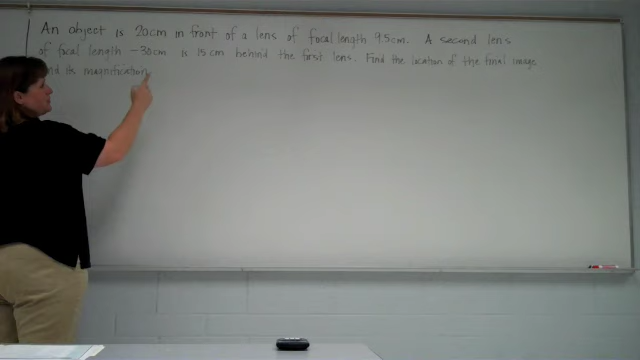 An object is 20cm in front of a lens of focal length 9.5cm. A second lens
of focal length -30cm is 15cm behind the first lens. Find the location of the final image
and its magnification.